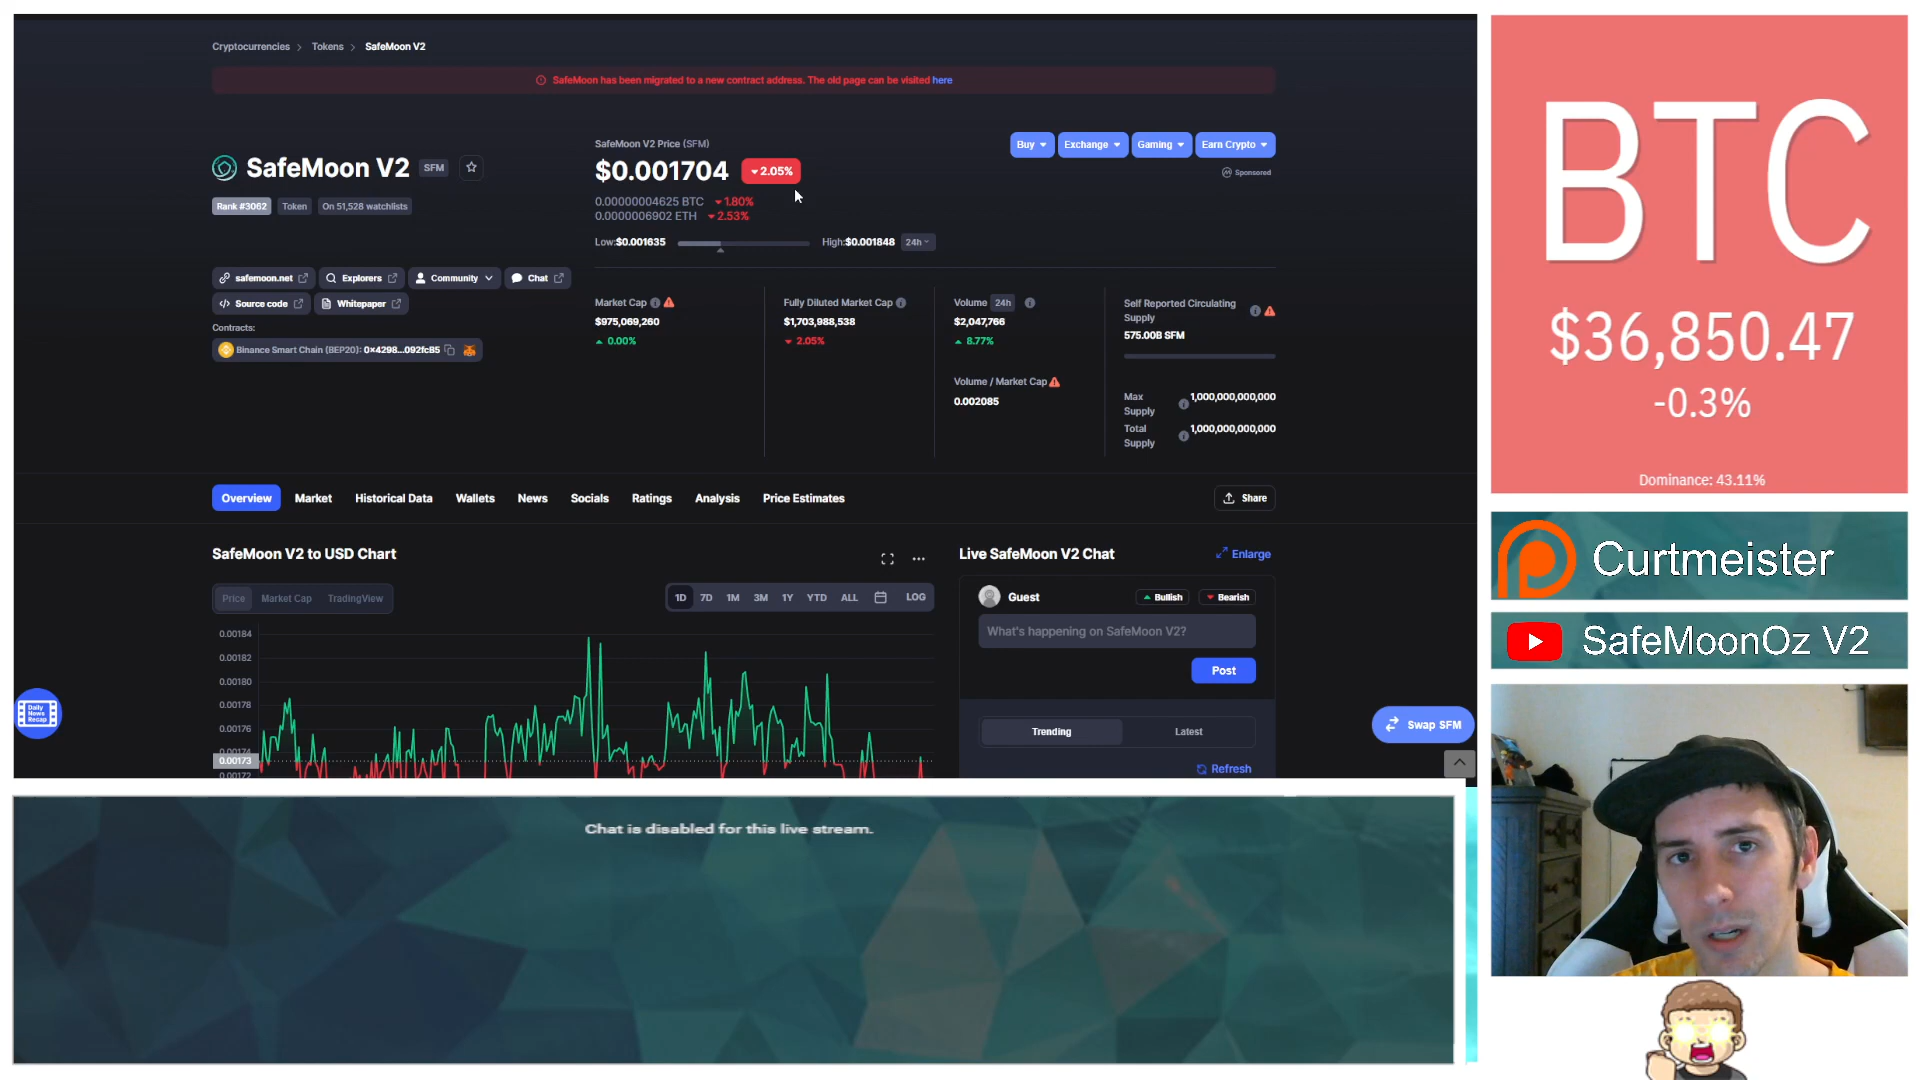 Cryptocurrencies > Tokens > SafeMoon V2
SafeMoon has been migrated to a new contract address. The old page can be visited here
SafeMoon V2 SFM
Rank #3062 Token On 51,528 watchlists
safemoon.net Explorers Community Chat
Source code Whitepaper
Contracts:
Binance Smart Chain (BEP20): 0x4298...092fcB5
SafeMoon V2 Price (SFM)
$0.001704 2.05%
0.00000004625 BTC 1.80%
0.0000006902 ETH 2.53%
Low:$0.001635 High:$0.001848 24h
Buy Exchange Gaming Earn Crypto
Sponsored
Market Cap
$975,069,260
0.00%
Fully Diluted Market Cap
$1,703,988,538
2.05%
Volume 24h
$2,047,766
8.77%
Volume / Market Cap
0.002085
Self Reported Circulating
Supply
575.00B SFM
Max
Supply
1,000,000,000,000
Total
Supply
1,000,000,000,000
Overview Market Historical Data Wallets News Socials Ratings Analysis Price Estimates Share
SafeMoon V2 to USD Chart
Price Market Cap TradingView
1D 7D 1M 3M 1Y YTD ALL LOG
0.00184
0.00182
0.00180
0.00178
0.00176
0.00174
0.00173
0.00172
Live SafeMoon V2 Chat Enlarge
Guest Bullish Bearish
What's happening on SafeMoon V2?
Post
Trending Latest
Refresh
Daily
News
Recap
Swap SFM
Chat is disabled for this live stream.
BTC
$36,850.47
-0.3%
Dominance: 43.11%
Curtmeister
SafeMoonOz V2